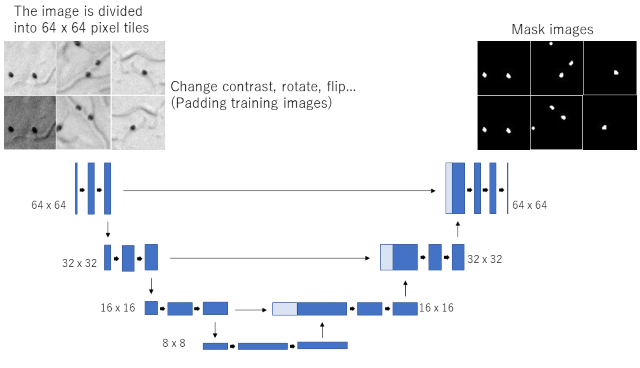 The image is divided
into 64 x 64 pixel tiles
Mask images
Change contrast, rotate, flip...
(Padding training images)
64 x 64
64 x 64
32 x 32
32 x 32
16 x 16
16 x 16
8 x 8